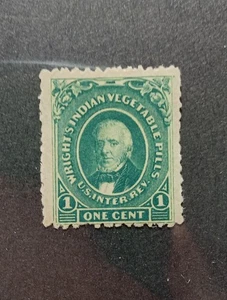 WRIGHT'S INDIAN VEGETABLE PILLS
U.S. INTER. REV.
1 1
ONE CENT